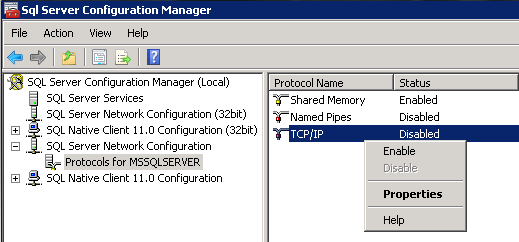 Sql Server Configuration Manager
File Action View Help
SQL Server Configuration Manager (Local)
SQL Server Services
SQL Server Network Configuration (32bit)
SQL Native Client 11.0 Configuration (32bit)
SQL Server Network Configuration
Protocols for MSSQLSERVER
SQL Native Client 11.0 Configuration
Protocol Name Status
Shared Memory Enabled
Named Pipes Disabled
TCP/IP Disabled
Enable
Disable
Properties
Help